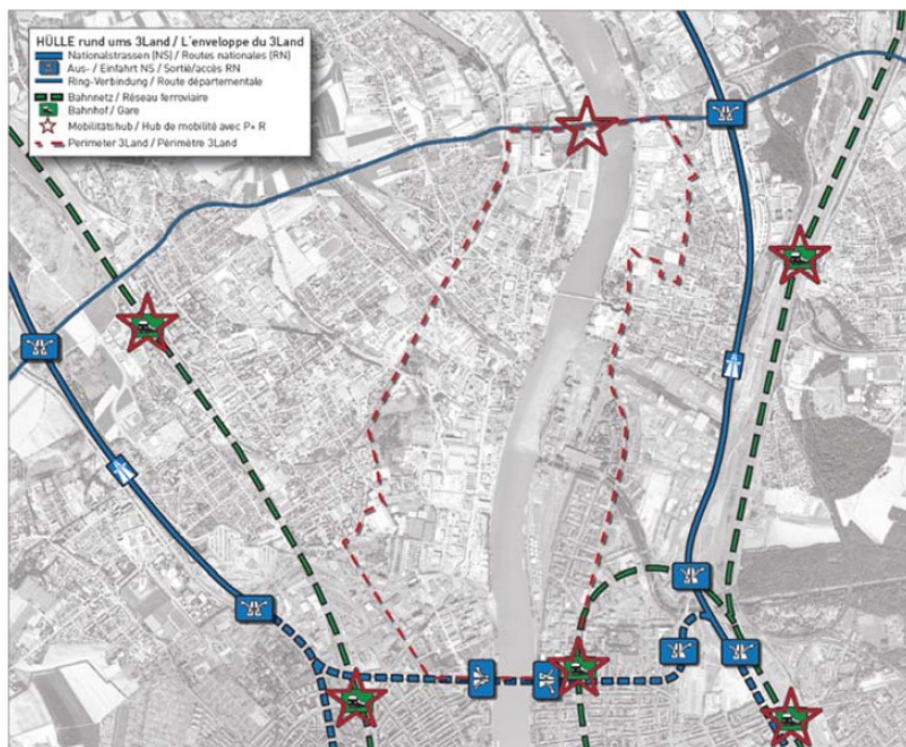 HÜLLE rund ums 3Land / L'enveloppe du 3Land
Nationalstrassen (NS) / Routes nationales (RN)
Aus- / Einfahrt NS / Sortie/accès RN
Ring-Verbindung / Route départementale
Bahnnetz / Réseau ferroviaire
Bahnhof / Gare
Mobilitätshub / Hub de mobilité avec P+ R
Perimeter 3Land / Périmètre 3Land